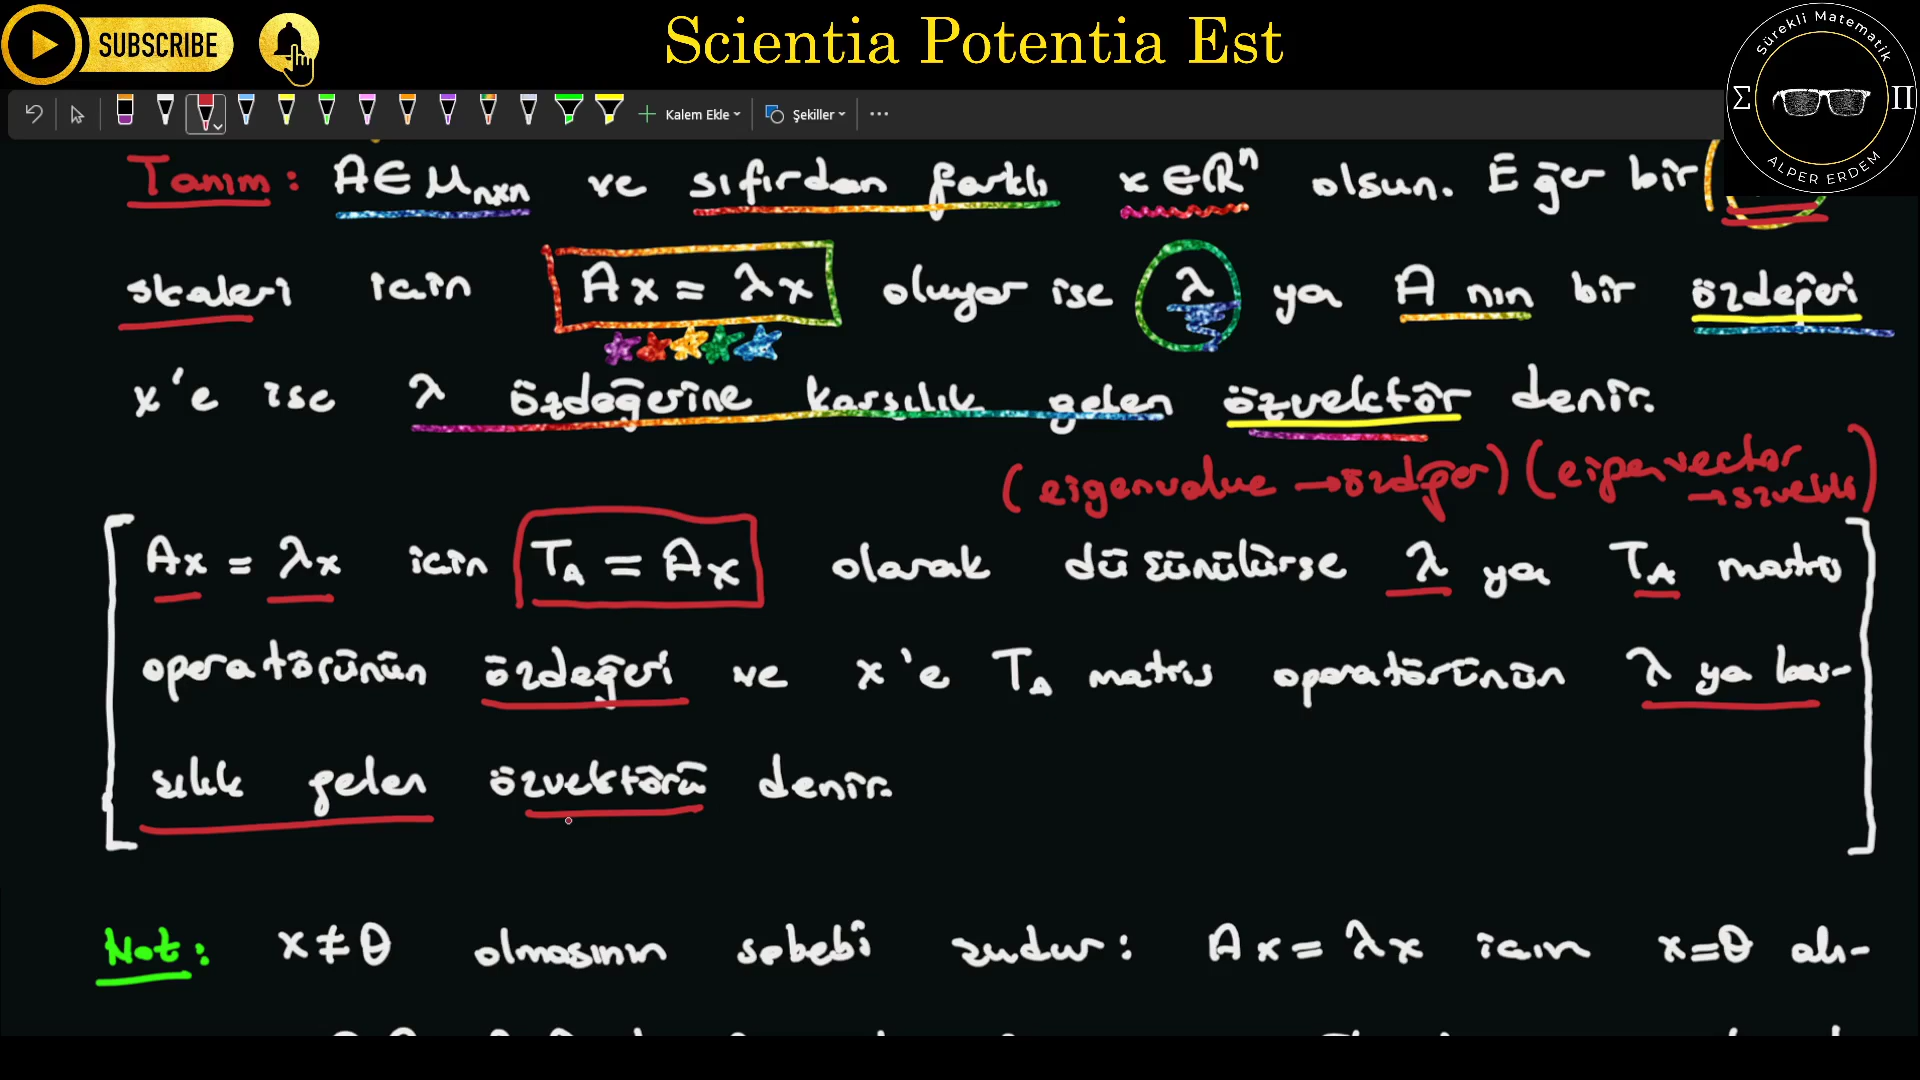 SUBSCRIBE
Scientia Potentia Est
Sürekli Matematik
Σ Π
ALPER ERDEM
Kalem Ekle
Şekiller
Tanım: A∈Mnxn ve sıfırdan farklı x∈ℝⁿ olsun. Eğer bir
skaleri için Ax = λx oluyor ise λ ya A nın bir özdeğeri
x'e ise λ özdeğerine karşılık gelen özvektör denir.
(eigenvalue → özdeğer) (eigenvector
Ax = λx için T_A = Ax olarak düşünülürse λ ya T_A matris
operatörünün özdeğeri ve x'e T_A matris operatörünün λ ya kar-
şılık gelen özvektörü denir.
Not: x≠θ olmasının sebebi şudur: Ax = λx için x=θ alı-